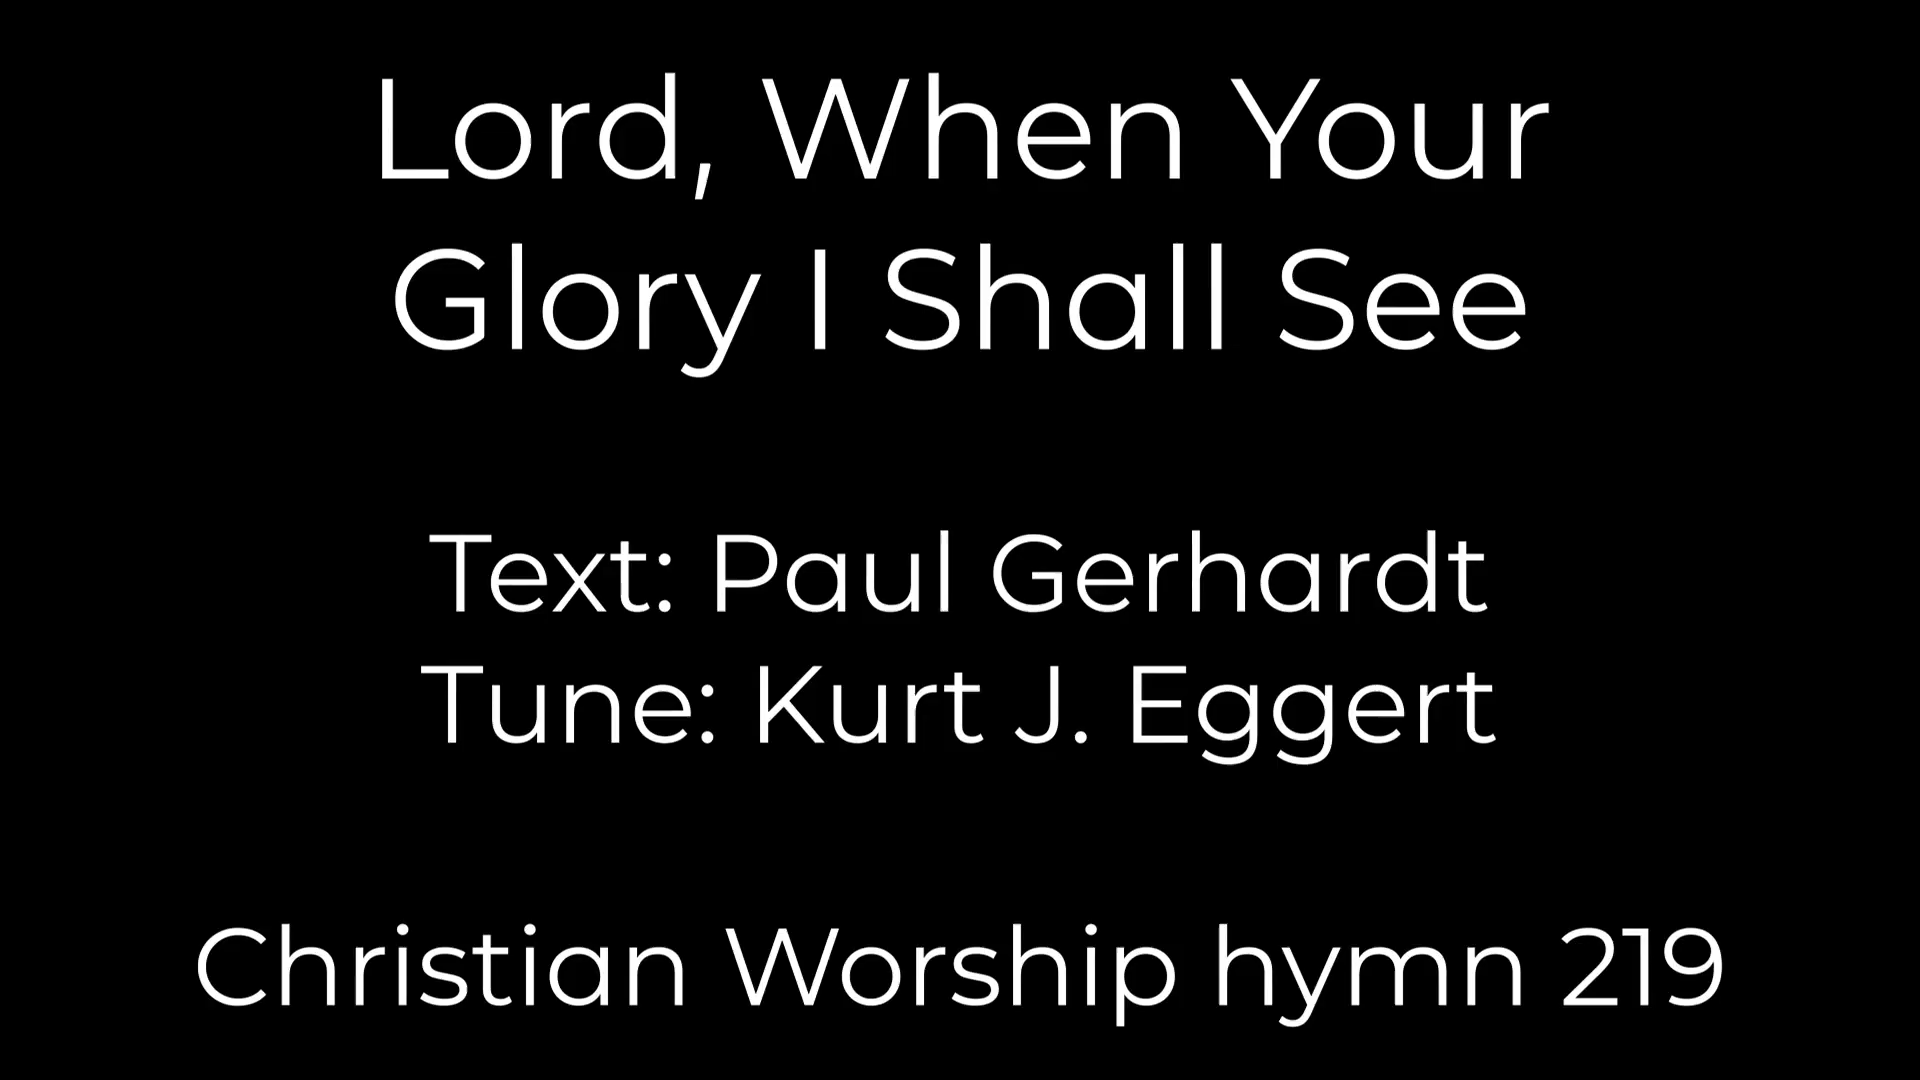 Lord, When Your
Glory I Shall See
Text: Paul Gerhardt
Tune: Kurt J. Eggert
Christian Worship hymn 219